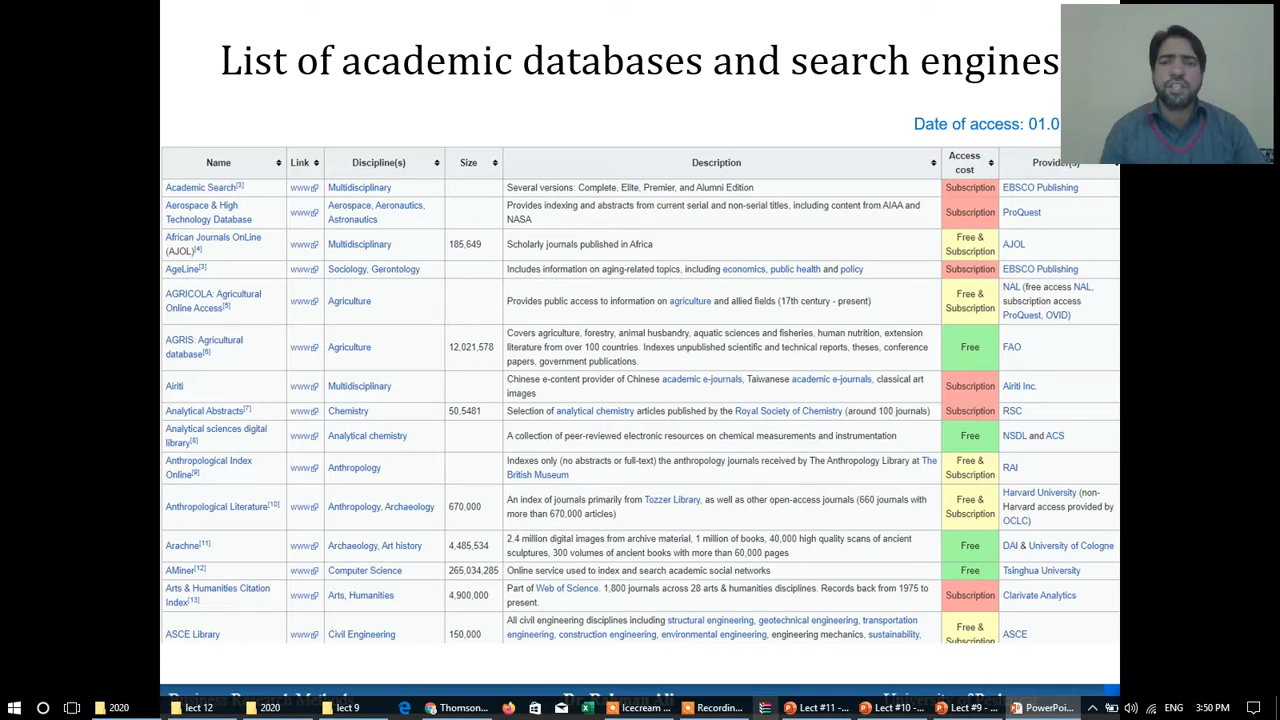 List of academic databases and search engines
Date of access: 01.0
Name Link Discipline(s) Size Description Access cost Provider(s)
Academic Search[3] www Multidisciplinary Several versions: Complete, Elite, Premier, and Alumni Edition Subscription EBSCO Publishing
Aerospace & High Technology Database www Aerospace, Aeronautics, Astronautics Provides indexing and abstracts from current serial and non-serial titles, including content from AIAA and NASA Subscription ProQuest
African Journals OnLine (AJOL)[4] www Multidisciplinary 185,649 Scholarly journals published in Africa Free & Subscription AJOL
AgeLine[3] www Sociology, Gerontology Includes information on aging-related topics, including economics, public health and policy Subscription EBSCO Publishing
AGRICOLA: Agricultural Online Access[5] www Agriculture Provides public access to information on agriculture and allied fields (17th century - present) Free & Subscription NAL (free access NAL, subscription access ProQuest, OVID)
AGRIS: Agricultural database[6] www Agriculture 12,021,578 Covers agriculture, forestry, animal husbandry, aquatic sciences and fisheries, human nutrition, extension literature from over 100 countries. Indexes unpublished scientific and technical reports, theses, conference papers, government publications. Free FAO
Airiti www Multidisciplinary Chinese e-content provider of Chinese academic e-journals, Taiwanese academic e-journals, classical art images Subscription Airiti Inc.
Analytical Abstracts[7] www Chemistry 50,5481 Selection of analytical chemistry articles published by the Royal Society of Chemistry (around 100 journals) Subscription RSC
Analytical sciences digital library[8] www Analytical chemistry A collection of peer-reviewed electronic resources on chemical measurements and instrumentation Free NSDL and ACS
Anthropological Index Online[9] www Anthropology Indexes only (no abstracts or full-text) the anthropology journals received by The Anthropology Library at The British Museum Free & Subscription RAI
Anthropological Literature[10] www Anthropology, Archaeology 670,000 An index of journals primarily from Tozzer Library, as well as other open-access journals (660 journals with more than 670,000 articles) Free & Subscription Harvard University (non-Harvard access provided by OCLC)
Arachne[11] www Archaeology, Art history 4,485,534 2.4 million digital images from archive material, 1 million of books, 40,000 high quality scans of ancient sculptures, 300 volumes of ancient books with more than 60,000 pages Free DAI & University of Cologne
AMiner[12] www Computer Science 265,034,285 Online service used to index and search academic social networks Free Tsinghua University
Arts & Humanities Citation Index[13] www Arts, Humanities 4,900,000 Part of Web of Science. 1,800 journals across 28 arts & humanities disciplines. Records back from 1975 to present. Subscription Clarivate Analytics
ASCE Library www Civil Engineering 150,000 All civil engineering disciplines including structural engineering, geotechnical engineering, transportation engineering, construction engineering, environmental engineering, engineering mechanics, sustainability, Free & Subscription ASCE
Business Research Methods Dr. Rahman Ali University of Peshawar
2020 lect 12 2020 lect 9 Thomson... Icecream ... Recordin... Lect #11 -... Lect #10 -... Lect #9 - ... PowerPoi... ENG 3:50 PM